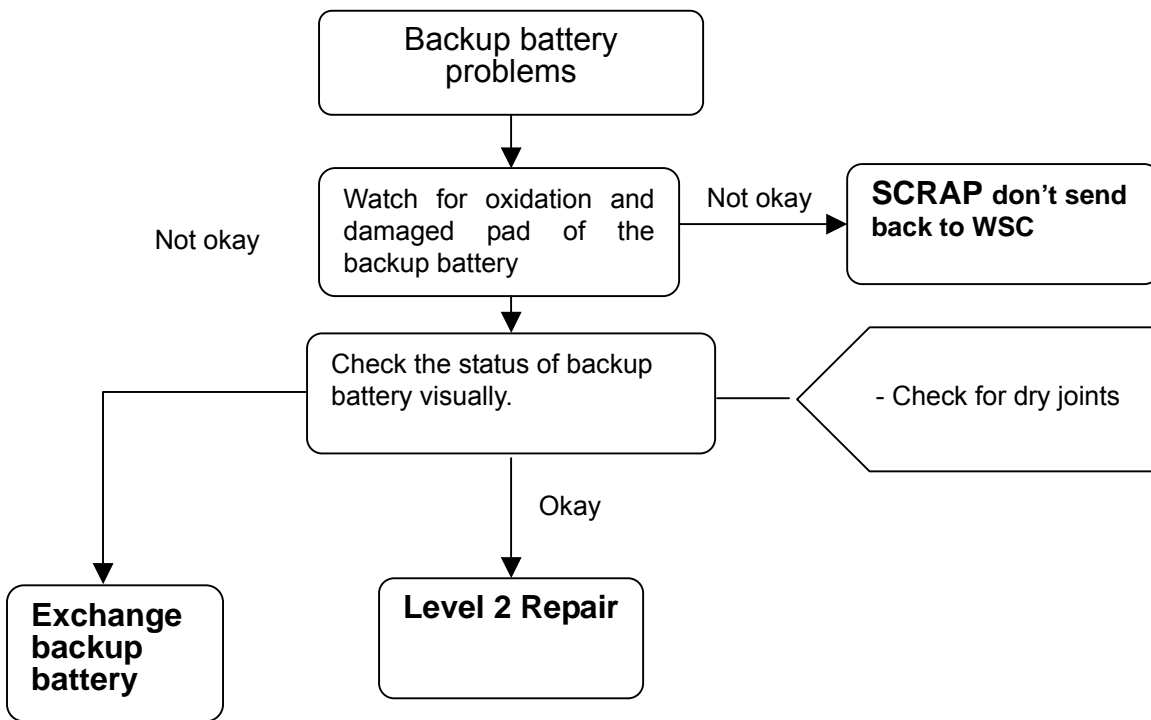 Backup battery
problems
Watch for oxidation and
damaged pad of the
backup battery
Not okay
SCRAP don’t send
back to WSC
Not okay
Check the status of backup
battery visually.
- Check for dry joints
Okay
Exchange
backup
battery
Level 2 Repair